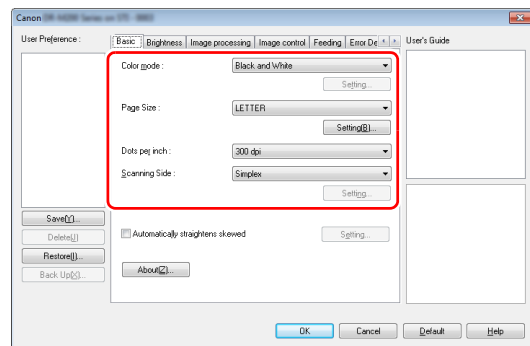 Canon
User Preference :
Basic Brightness Image processing Image control Feeding Error De
User's Guide
Color mode : Black and White
Setting...
Page Size : LETTER
Setting(B)...
Dots per inch : 300 dpi
Scanning Side : Simplex
Setting...
Save(Y)...
Delete(J)
Automatically straightens skewed Setting...
Restore(I)...
Back Up(X)...
About(Z)...
OK Cancel Default Help